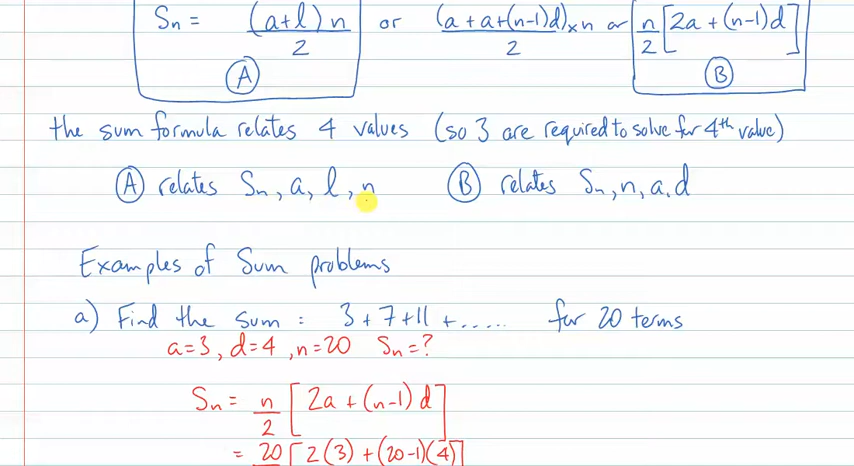 Sₙ = (a+l)n / 2 or (a+a+(n-1)d)×n / 2 or n/2 [2a+(n-1)d]
(A) (B)
the sum formula relates 4 values (so 3 are required to solve for 4th value)
(A) relates Sₙ, a, l, n (B) relates Sₙ, n, a, d
Examples of Sum problems
a) Find the sum : 3+7+11 +...... for 20 terms
a=3, d=4, n=20 Sₙ=?
Sₙ = n/2 [2a+(n-1)d]
= 20 [2(3)+(20-1)(4)]